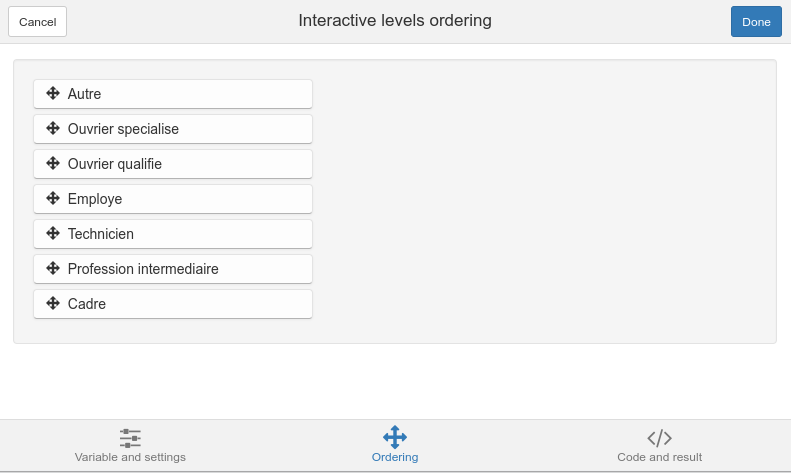 Cancel
Interactive levels ordering
Done
Autre
Ouvrier specialise
Ouvrier qualifie
Employe
Technicien
Profession intermediaire
Cadre
Variable and settings
Ordering
Code and result